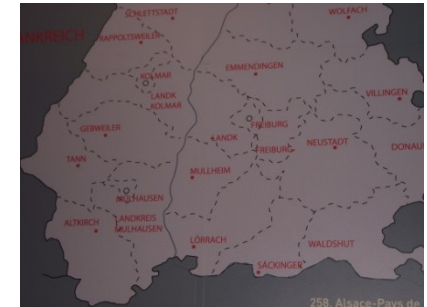 SCHLETTSTADT
WOLFACH
NKREICH
RAPPOLTSWEILER
KOLMAR
EMMENDINGEN
LANDK
KOLMAR
VILLINGEN
GEBWEILER
FREIBURG
LANDK
FREIBURG
NEUSTADT
DONAU
TANN
MULLHEIM
MULHAUSEN
ALTKIRCH
LANDKREIS
MULHAUSEN
LÖRRACH
WALDSHUT
SÄCKINGEN
258. Alsace-Pays de